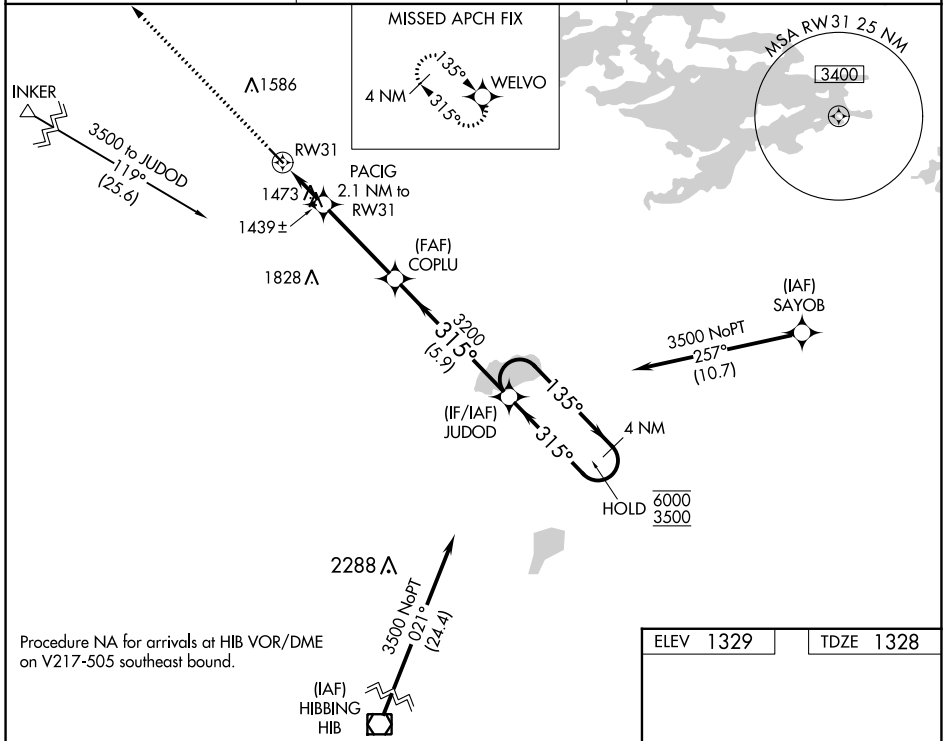 MISSED APCH FIX
135°
WELVO
4 NM
315°
MSA RW31 25 NM
3400
1586
INKER
3500 to JUDOD
119°
(25.6)
RW31
PACIG
2.1 NM to
RW31
1473
1439±
(FAF)
COPLU
1828
(IAF)
SAYOB
3500 NoPT
257°
(10.7)
3200
315°
(5.9)
135°
(IF/IAF)
JUDOD
315°
4 NM
HOLD
6000
3500
2288
3500 NoPT
021°
(24.4)
Procedure NA for arrivals at HIB VOR/DME
on V217-505 southeast bound.
(IAF)
HIBBING
HIB
ELEV 1329
TDZE 1328